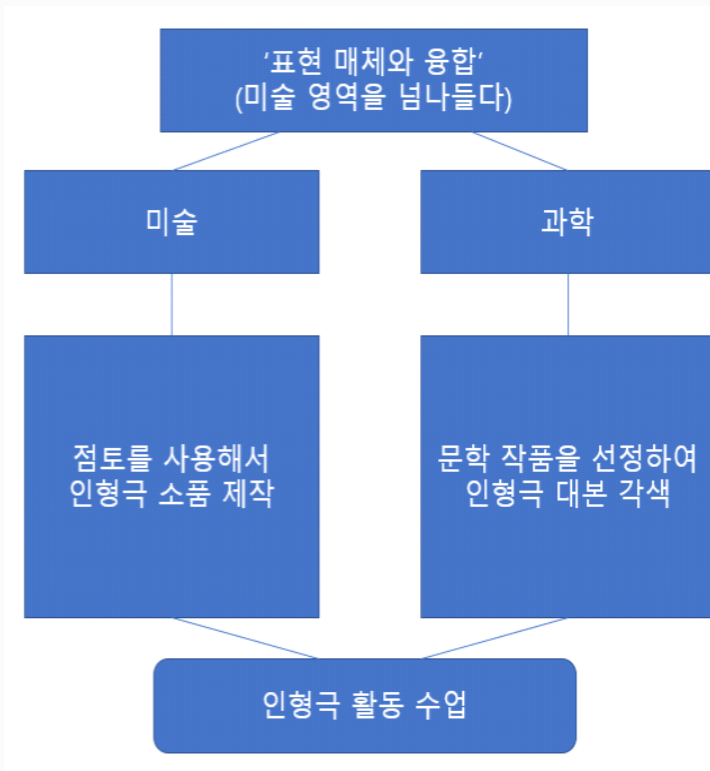 ‘표현 매체와 융합’
(미술 영역을 넘나들다)
미술
과학
점토를 사용해서
인형극 소품 제작
문학 작품을 선정하여
인형극 대본 각색
인형극 활동 수업